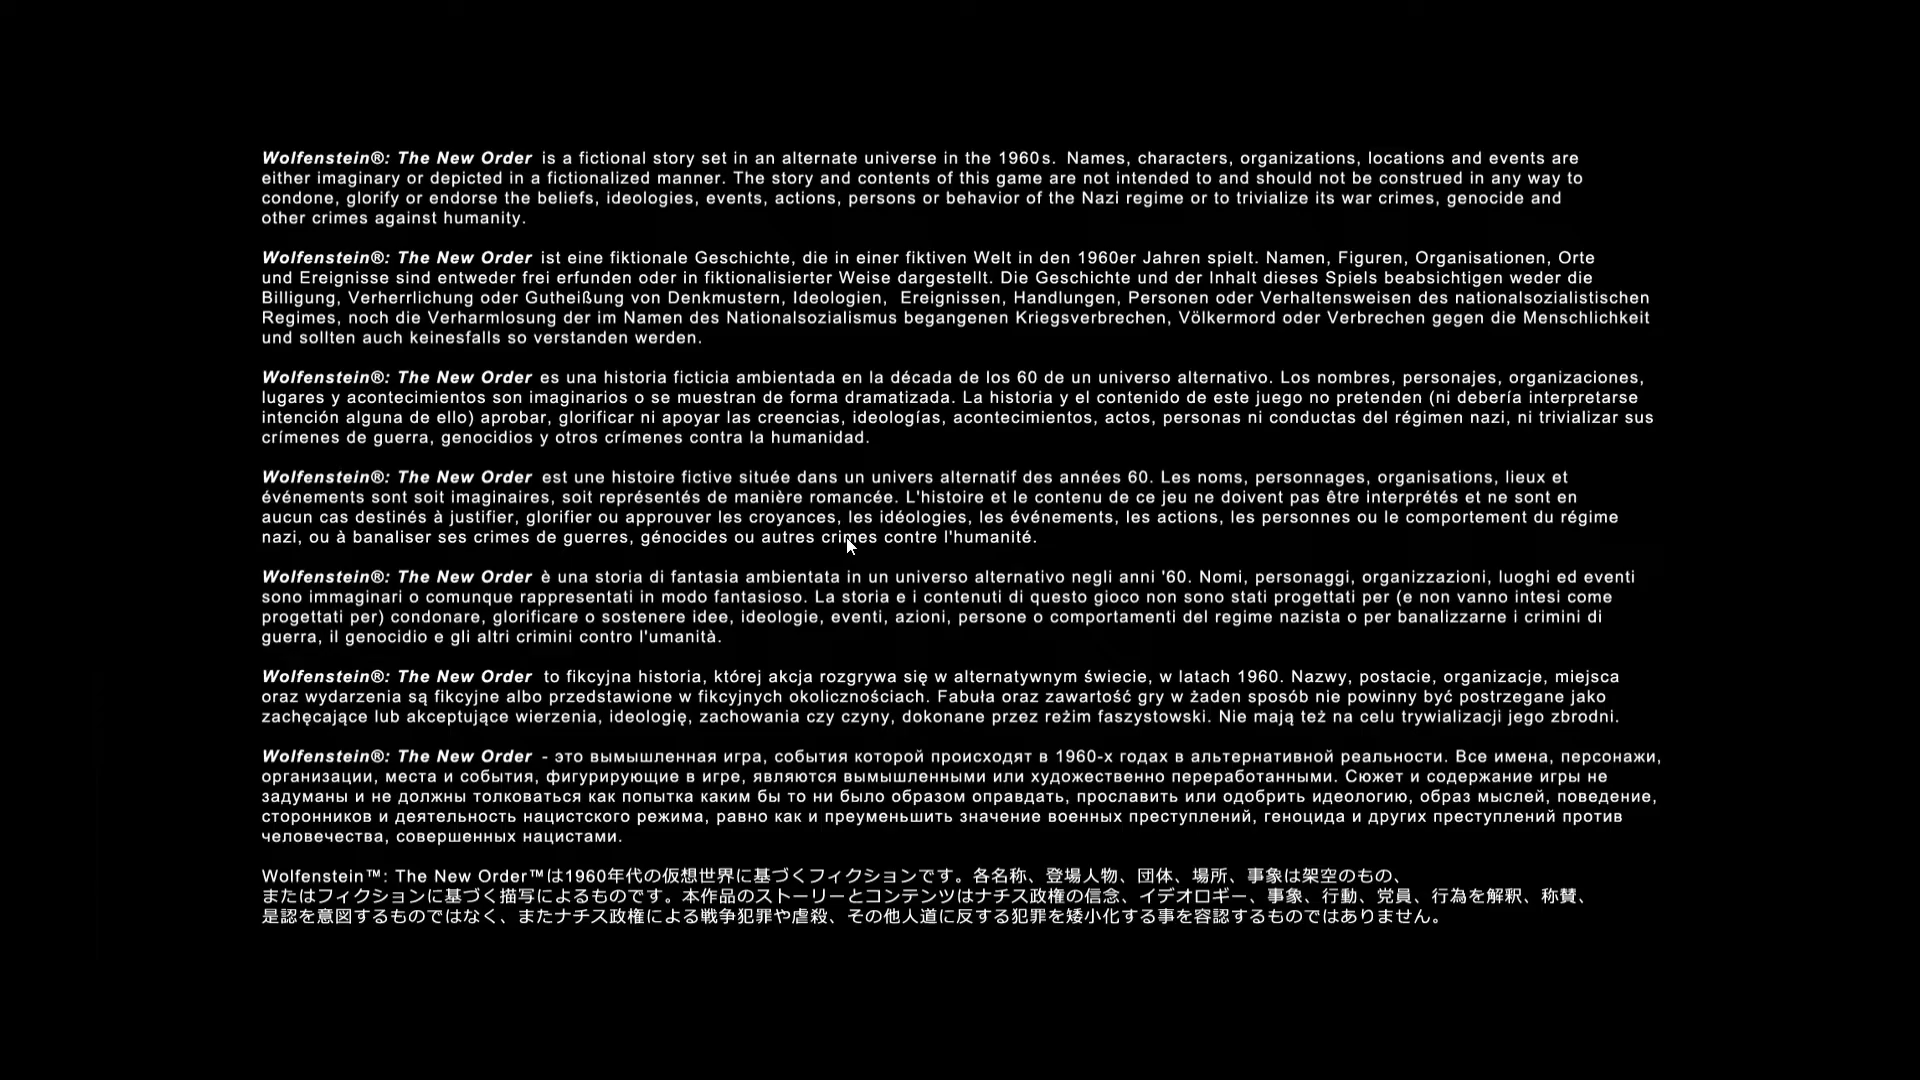 Wolfenstein®: The New Order is a fictional story set in an alternate universe in the 1960s. Names, characters, organizations, locations and events are
either imaginary or depicted in a fictionalized manner. The story and contents of this game are not intended to and should not be construed in any way to
condone, glorify or endorse the beliefs, ideologies, events, actions, persons or behavior of the Nazi regime or to trivialize its war crimes, genocide and
other crimes against humanity.
Wolfenstein®: The New Order ist eine fiktionale Geschichte, die in einer fiktiven Welt in den 1960er Jahren spielt. Namen, Figuren, Organisationen, Orte
und Ereignisse sind entweder frei erfunden oder in fiktionalisierter Weise dargestellt. Die Geschichte und der Inhalt dieses Spiels beabsichtigen weder die
Billigung, Verherrlichung oder Gutheißung von Denkmustern, Ideologien, Ereignissen, Handlungen, Personen oder Verhaltensweisen des nationalsozialistischen
Regimes, noch die Verharmlosung der im Namen des Nationalsozialismus begangenen Kriegsverbrechen, Völkermord oder Verbrechen gegen die Menschlichkeit
und sollten auch keinesfalls so verstanden werden.
Wolfenstein®: The New Order es una historia ficticia ambientada en la década de los 60 de un universo alternativo. Los nombres, personajes, organizaciones,
lugares y acontecimientos son imaginarios o se muestran de forma dramatizada. La historia y el contenido de este juego no pretenden (ni debería interpretarse
intención alguna de ello) aprobar, glorificar ni apoyar las creencias, ideologías, acontecimientos, actos, personas ni conductas del régimen nazi, ni trivializar sus
crímenes de guerra, genocidios y otros crímenes contra la humanidad.
Wolfenstein®: The New Order est une histoire fictive située dans un univers alternatif des années 60. Les noms, personnages, organisations, lieux et
événements sont soit imaginaires, soit représentés de manière romancée. L'histoire et le contenu de ce jeu ne doivent pas être interprétés et ne sont en
aucun cas destinés à justifier, glorifier ou approuver les croyances, les idéologies, les événements, les actions, les personnes ou le comportement du régime
nazi, ou à banaliser ses crimes de guerres, génocides ou autres crimes contre l'humanité.
Wolfenstein®: The New Order è una storia di fantasia ambientata in un universo alternativo negli anni '60. Nomi, personaggi, organizzazioni, luoghi ed eventi
sono immaginari o comunque rappresentati in modo fantasioso. La storia e i contenuti di questo gioco non sono stati progettati per (e non vanno intesi come
progettati per) condonare, glorificare o sostenere idee, ideologie, eventi, azioni, persone o comportamenti del regime nazista o per banalizzarne i crimini di
guerra, il genocidio e gli altri crimini contro l'umanità.
Wolfenstein®: The New Order to fikcyjna historia, której akcja rozgrywa się w alternatywnym świecie, w latach 1960. Nazwy, postacie, organizacje, miejsca
oraz wydarzenia są fikcyjne albo przedstawione w fikcyjnych okolicznościach. Fabuła oraz zawartość gry w żaden sposób nie powinny być postrzegane jako
zachęcające lub akceptujące wierzenia, ideologię, zachowania czy czyny, dokonane przez reżim faszystowski. Nie mają też na celu trywializacji jego zbrodni.
Wolfenstein®: The New Order - это вымышленная игра, события которой происходят в 1960-х годах в альтернативной реальности. Все имена, персонажи,
организации, места и события, фигурирующие в игре, являются вымышленными или художественно переработанными. Сюжет и содержание игры не
задуманы и не должны толковаться как попытка каким бы то ни было образом оправдать, прославить или одобрить идеологию, образ мыслей, поведение,
сторонников и деятельность нацистского режима, равно как и преуменьшить значение военных преступлений, геноцида и других преступлений против
человечества, совершенных нацистами.
Wolfenstein™: The New Order™は1960年代の仮想世界に基づくフィクションです。各名称、登場人物、団体、場所、事象は架空のもの、
またはフィクションに基づく描写によるものです。本作品のストーリーとコンテンツはナチス政権の信念、イデオロギー、事象、行動、党員、行為を解釈、称賛、
是認を意図するものではなく、またナチス政権による戦争犯罪や虐殺、その他人道に反する犯罪を矮小化する事を容認するものではありません。